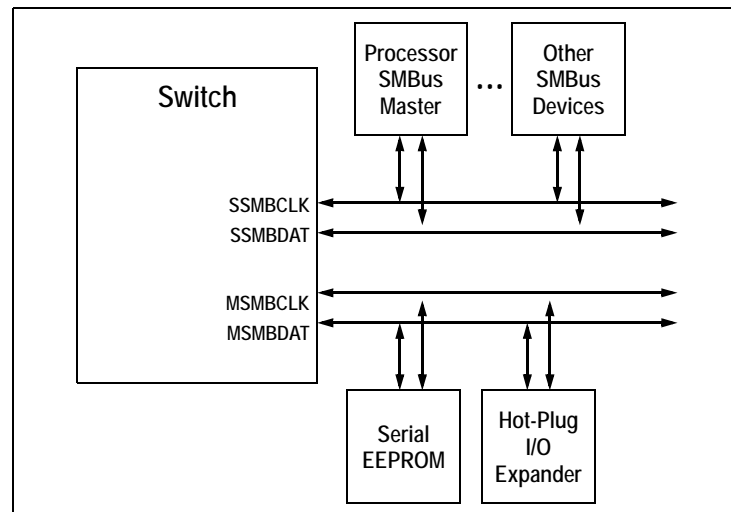 Switch
Processor
SMBus
Master
...
Other
SMBus
Devices
SSMBCLK
SSMBDAT
MSMBCLK
MSMBDAT
Serial
EEPROM
Hot-Plug
I/O
Expander